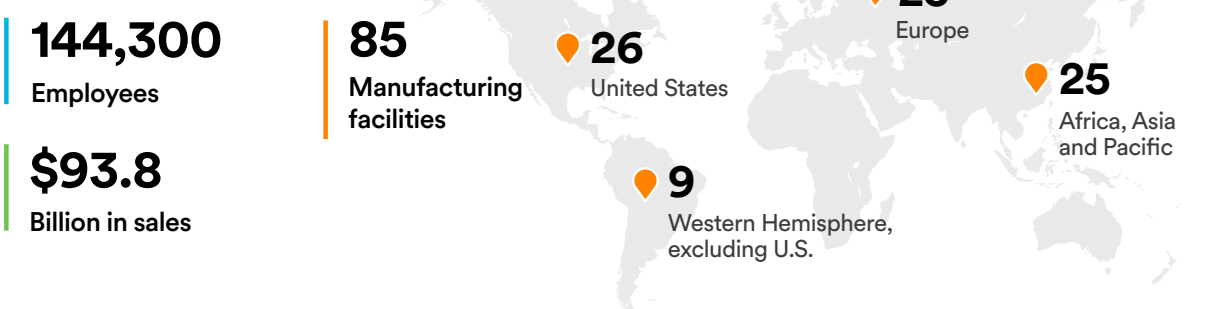 144,300
Employees
$93.8
Billion in sales
85
Manufacturing
facilities
26
United States
Europe
25
Africa, Asia
and Pacific
9
Western Hemisphere,
excluding U.S.